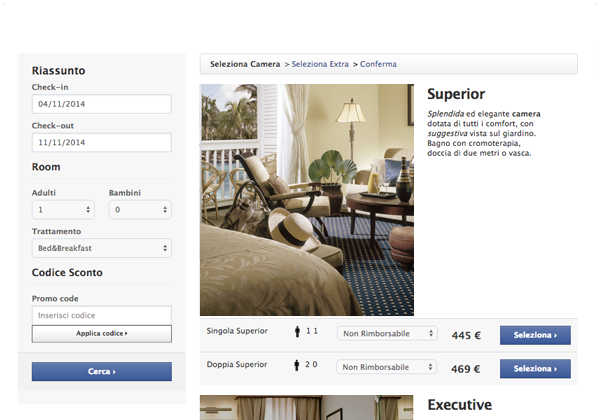 Riassunto
Check-in
04/11/2014
Check-out
11/11/2014
Room
Adulti Bambini
1 0
Trattamento
Bed&Breakfast
Codice Sconto
Promo code
Inserisci codice
Applica codice ›
Cerca ›
Seleziona Camera > Seleziona Extra > Conferma
Superior
Splendida ed elegante camera
dotata di tutti i comfort, con
suggestiva vista sul giardino.
Bagno con cromoterapia,
doccia di due metri o vasca.
Singola Superior 1 1 Non Rimborsabile 445 € Seleziona ›
Doppia Superior 2 0 Non Rimborsabile 469 € Seleziona ›
Executive